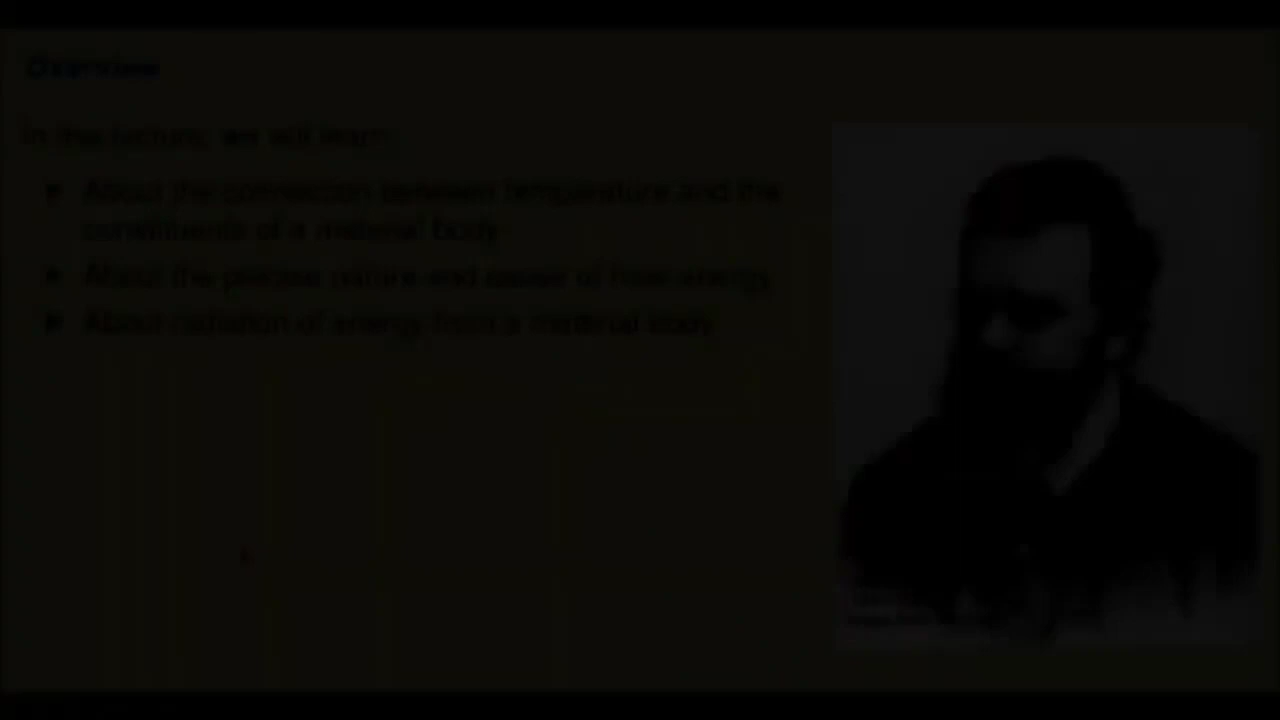 Overview
In this lecture, we will learn:
About the connection between temperature and the
constituents of a material body
About the precise nature and cause of heat energy
About radiation of energy from a material body